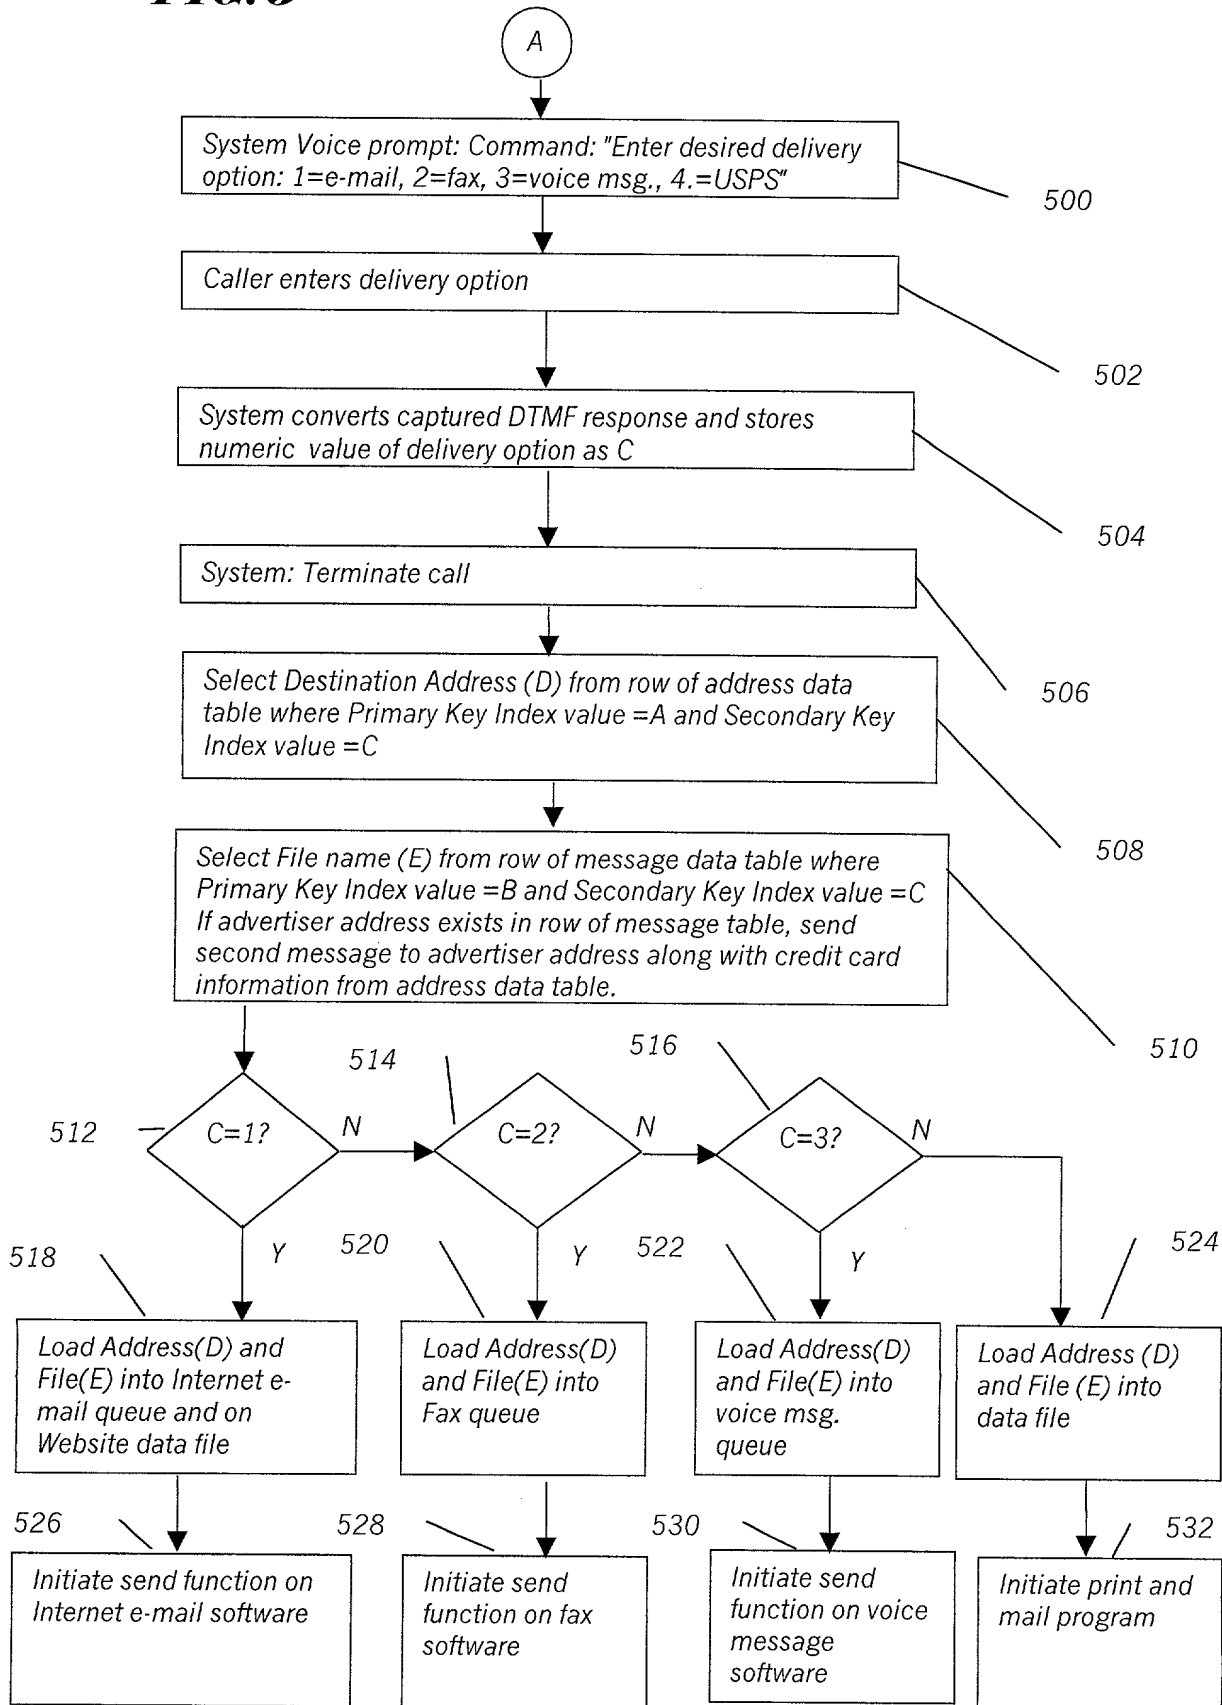 A
System Voice prompt: Command: "Enter desired delivery
option: 1=e-mail, 2=fax, 3=voice msg., 4.=USPS"
500
Caller enters delivery option
502
System converts captured DTMF response and stores
numeric value of delivery option as C
504
System: Terminate call
506
Select Destination Address (D) from row of address data
table where Primary Key Index value =A and Secondary Key
Index value =C
508
Select File name (E) from row of message data table where
Primary Key Index value =B and Secondary Key Index value =C
If advertiser address exists in row of message table, send
second message to advertiser address along with credit card
information from address data table.
510
512
C=1?
N
514
C=2?
N
516
C=3?
N
518
Y
520
Y
522
Y
524
Load Address(D) and
File(E) into Internet e-
mail queue and on
Website data file
Load Address(D)
and File(E) into
Fax queue
Load Address(D)
and File(E) into
voice msg.
queue
Load Address (D)
and File (E) into
data file
526
528
530
532
Initiate send function on
Internet e-mail software
Initiate send
function on fax
software
Initiate send
function on voice
message
software
Initiate print and
mail program